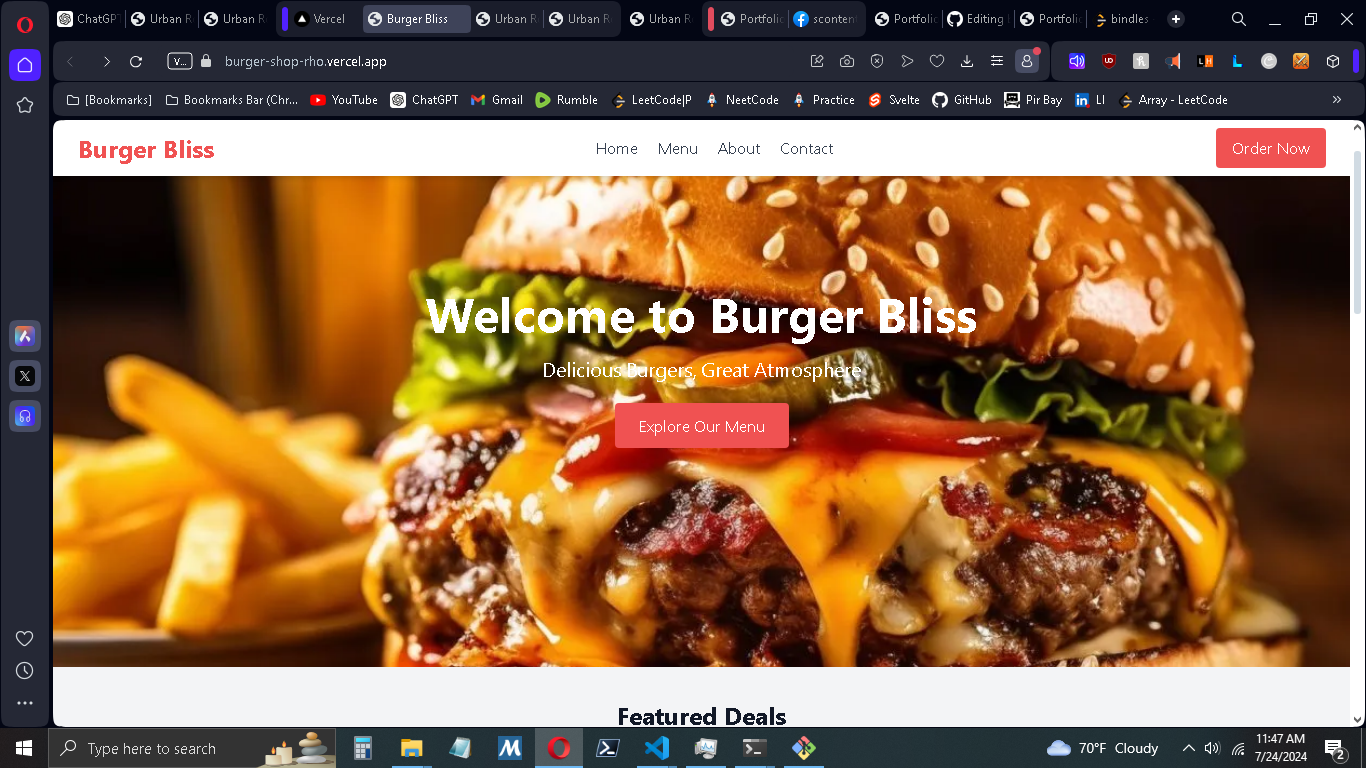 ChatGPT
Urban R
Urban R
Vercel
Burger Bliss
Urban R
Urban R
Urban R
Portfolio
scontent
Portfolio
Editing
Portfolio
bindles
V...
burger-shop-rho.vercel.app
[Bookmarks]
Bookmarks Bar (Chr...
YouTube
ChatGPT
Gmail
Rumble
LeetCode|P
NeetCode
Practice
Svelte
GitHub
Pir Bay
LI
Array - LeetCode
Burger Bliss
Home
Menu
About
Contact
Order Now
Welcome to Burger Bliss
Delicious Burgers, Great Atmosphere
Explore Our Menu
Featured Deals
Type here to search
70°F Cloudy
11:47 AM
7/24/2024
2